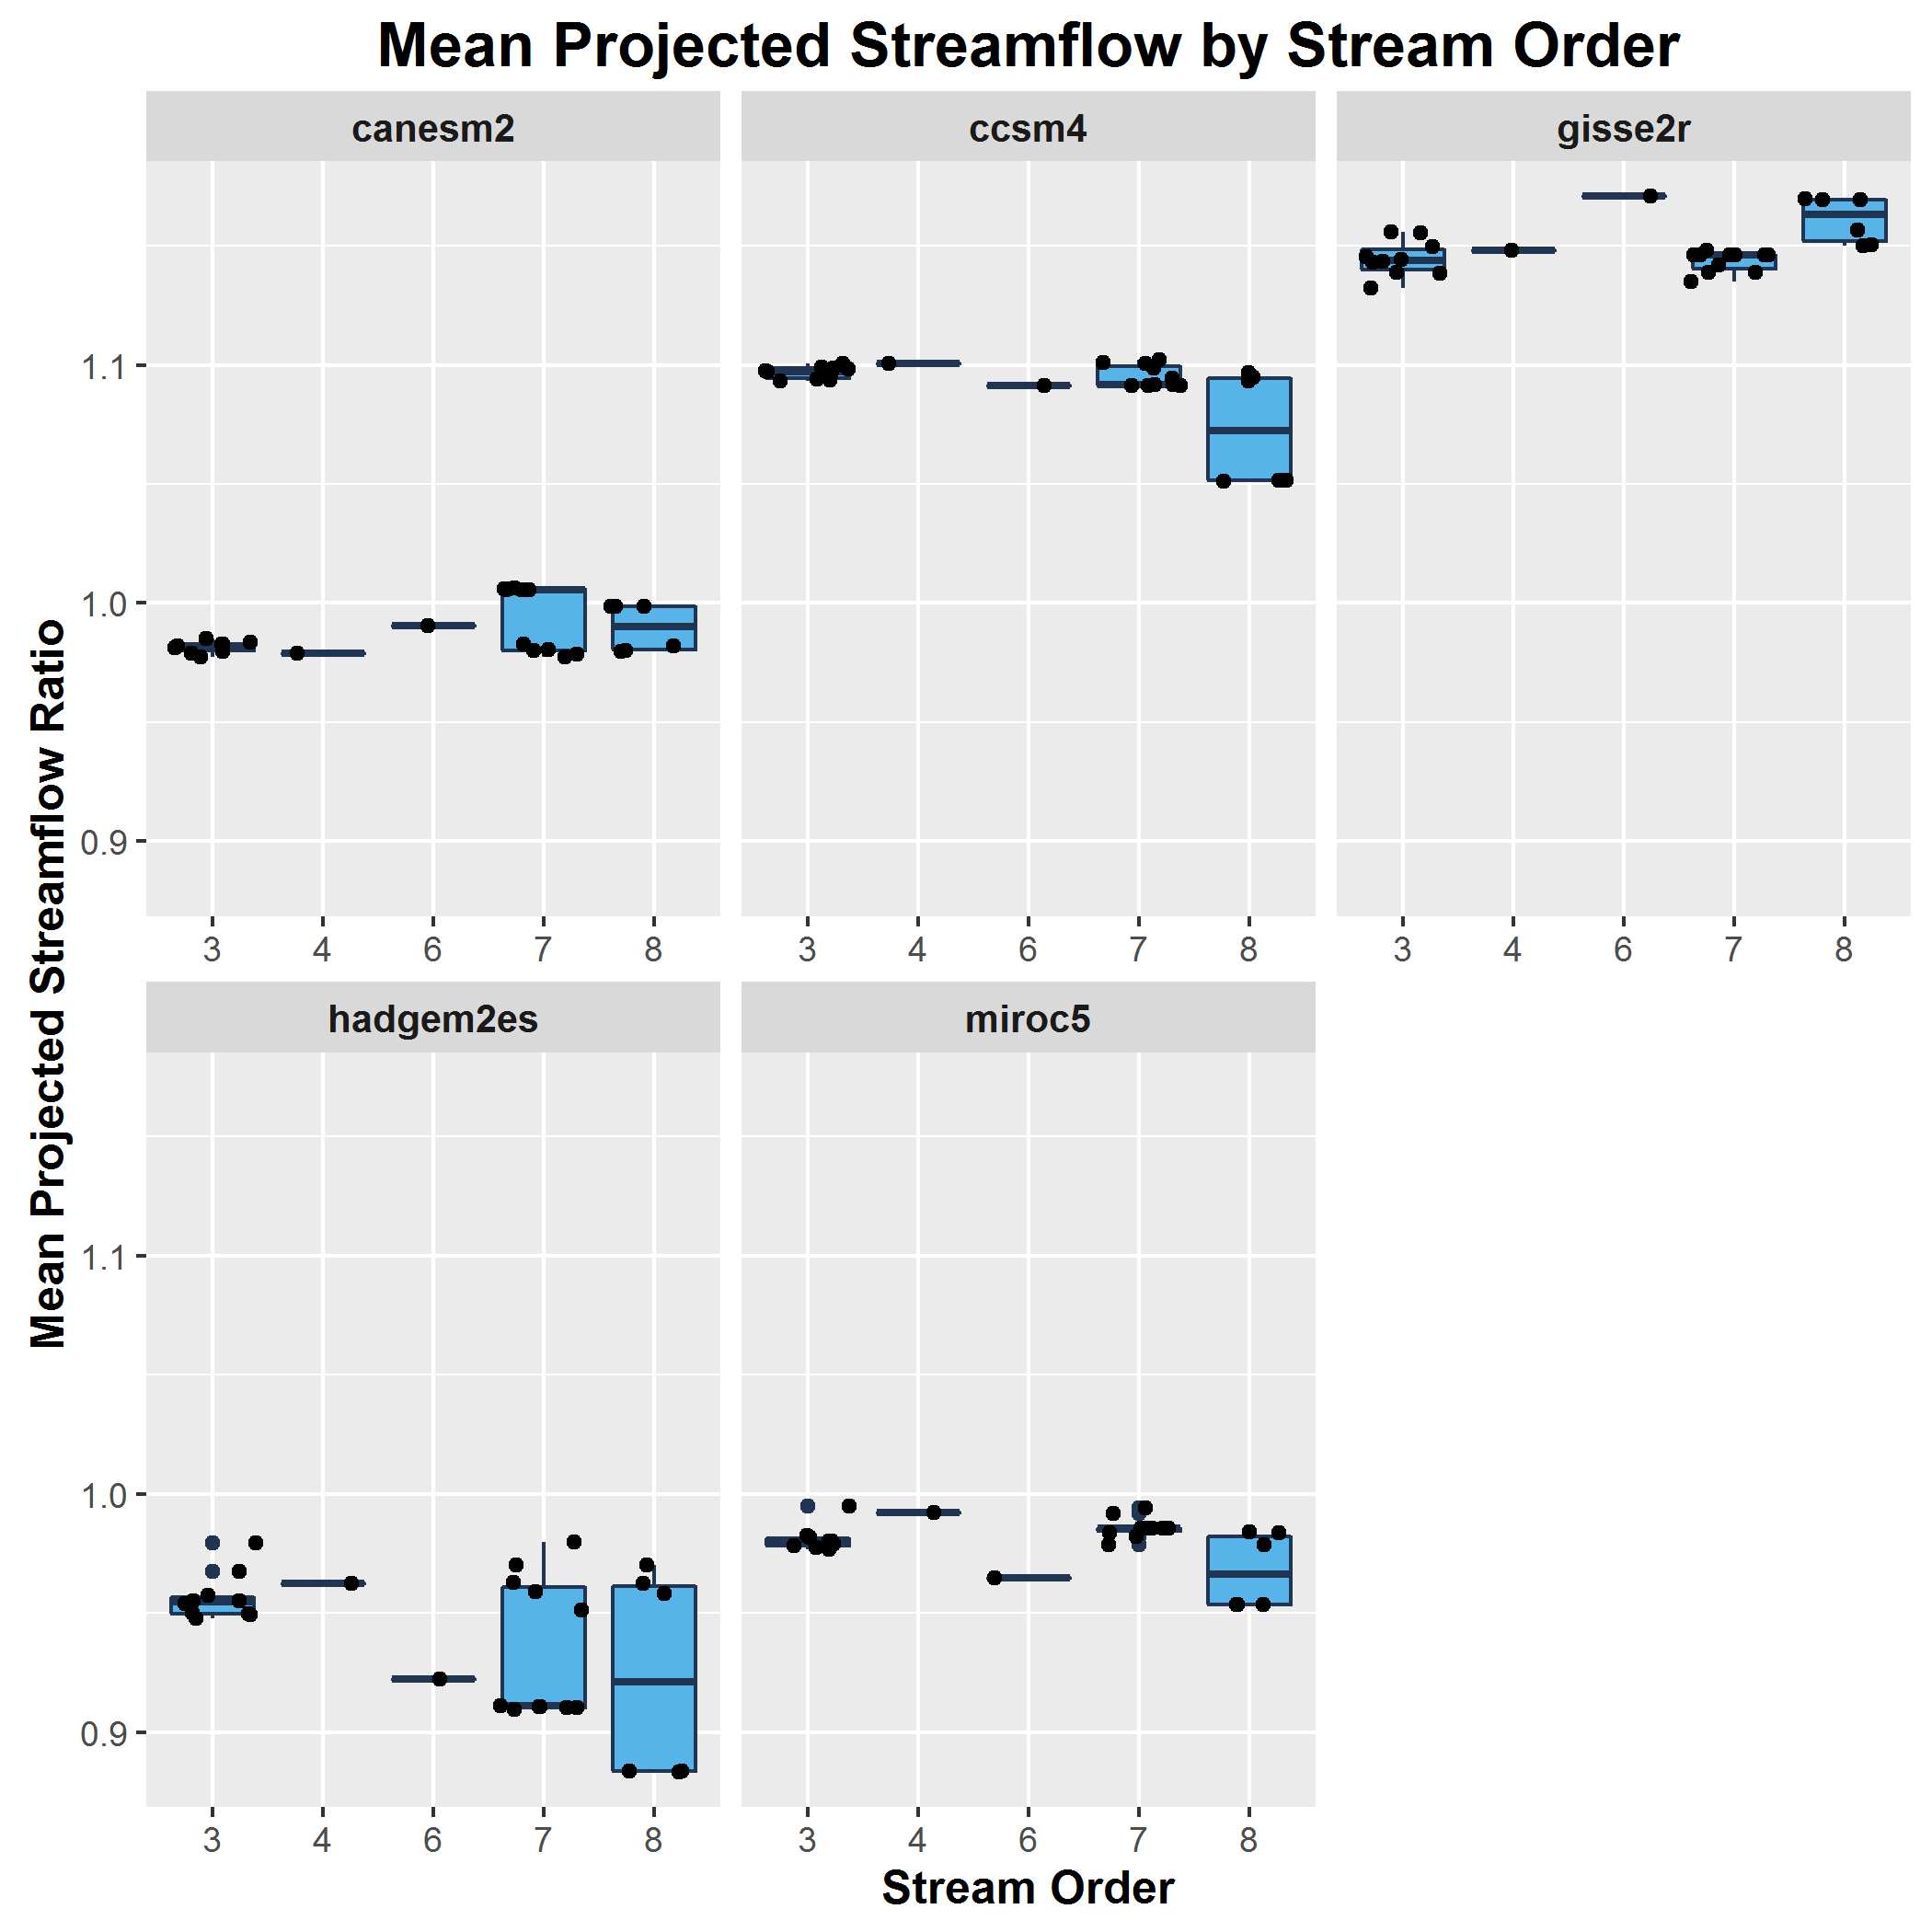 Mean Projected Streamflow by Stream Order
canesm2
ccsm4
gisse2r
Mean Projected Streamflow Ratio
1.1
1.0
0.9
3 4 6 7 8
3 4 6 7 8
3 4 6 7 8
hadgem2es
miroc5
1.1
1.0
0.9
3 4 6 7 8
3 4 6 7 8
Stream Order